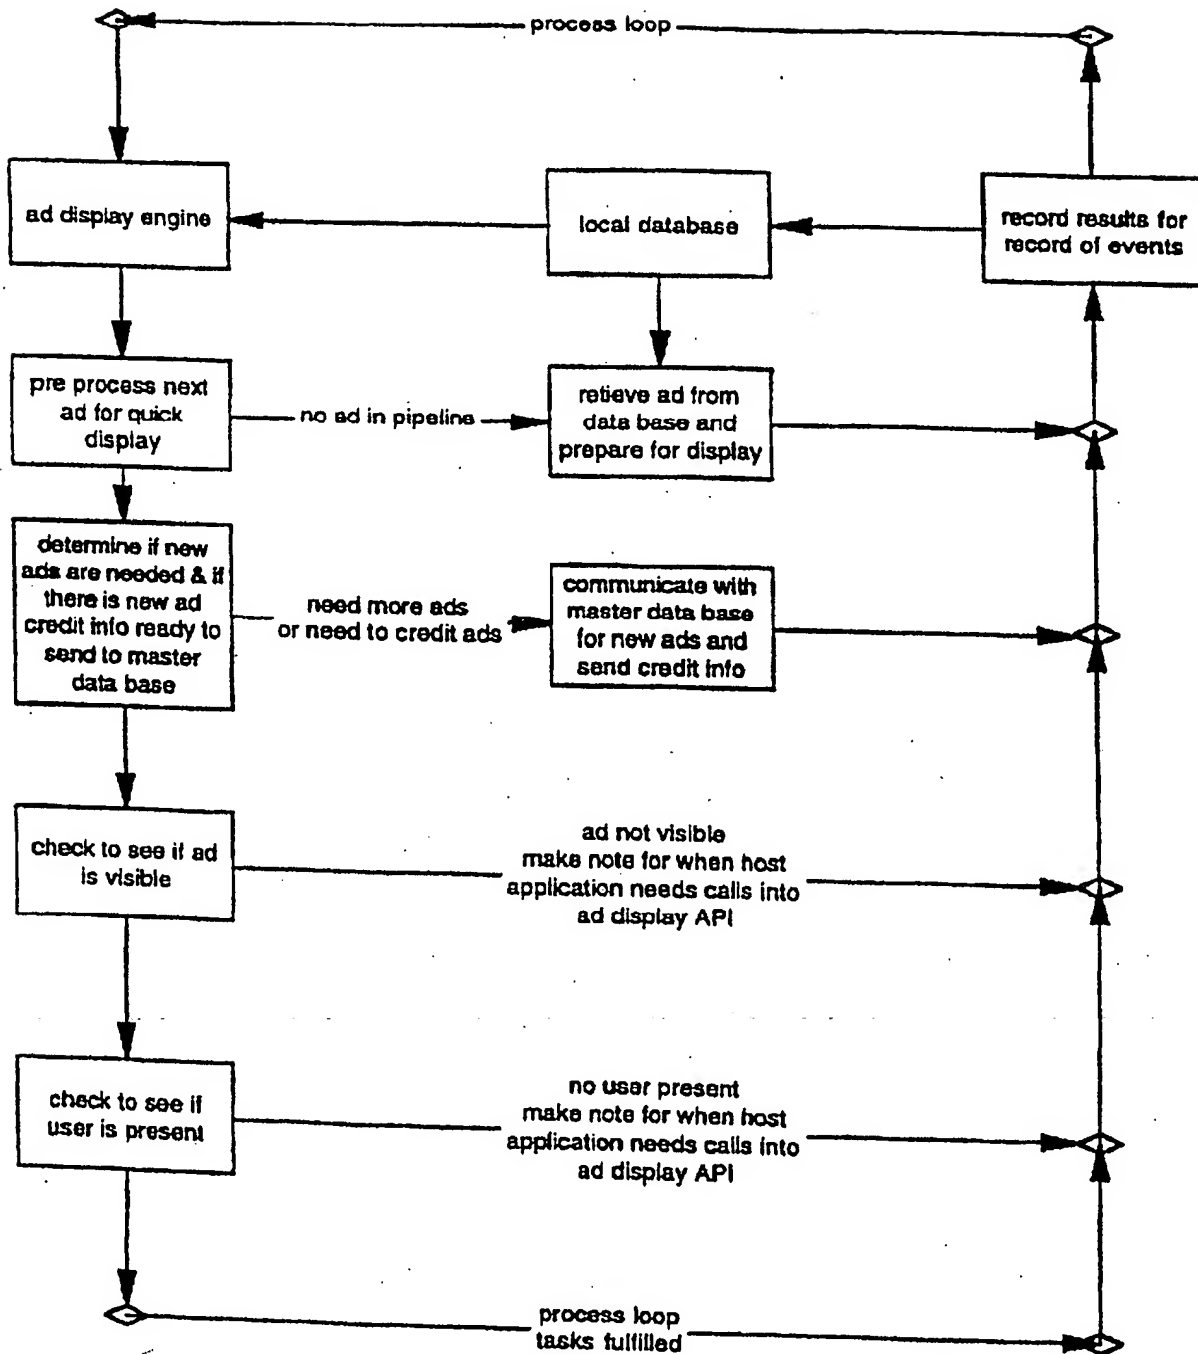 process loop
ad display engine
local database
record results for
record of events
pre process next
ad for quick
display
no ad in pipeline
retieve ad from
data base and
prepare for display
determine if new
ads are needed & if
there is new ad
credit info ready to
send to master
data base
need more ads
or need to credit ads
communicate with
master data base
for new ads and
send credit info
check to see if ad
is visible
ad not visible
make note for when host
application needs calls into
ad display API
check to see if
user is present
no user present
make note for when host
application needs calls into
ad display API
process loop
tasks fulfilled